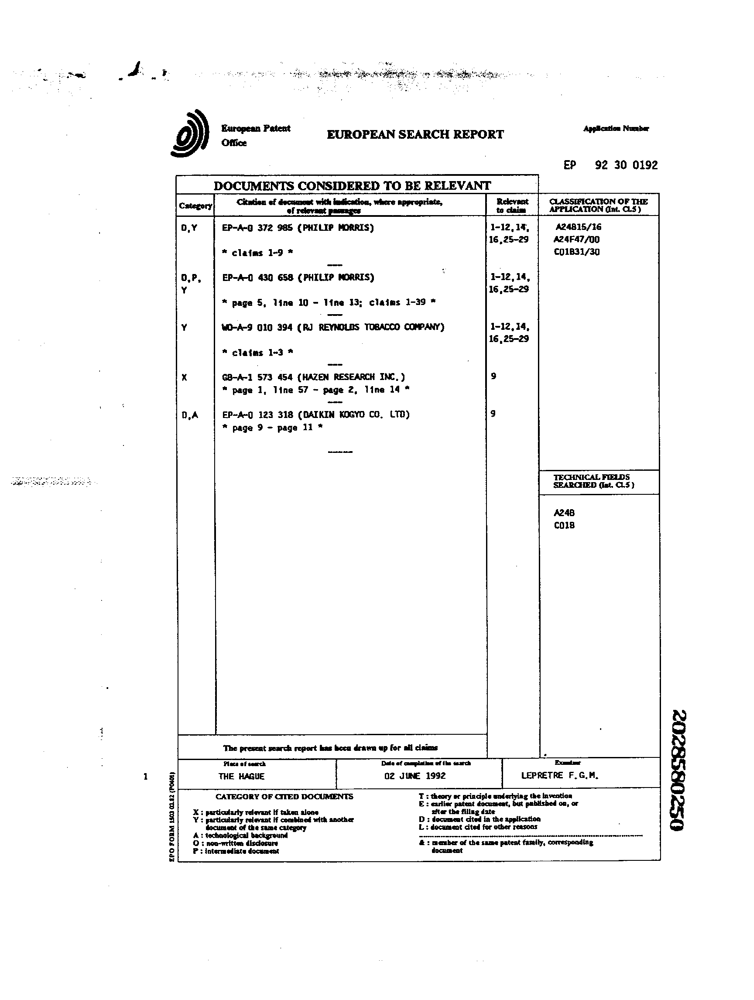 European Patent
Office
EUROPEAN SEARCH REPORT
Application Number
EP 92 30 0192
DOCUMENTS CONSIDERED TO BE RELEVANT
Category
Citation of document with indication, where appropriate,
of relevant passages
Relevant
to claim
CLASSIFICATION OF THE
APPLICATION (Int. Cl.5)
D,Y
EP-A-0 372 985 (PHILIP MORRIS)
* claims 1-9 *
1-12,14,
16,25-29
A24B15/16
A24F47/00
C01B31/30
D,P,
Y
EP-A-0 430 658 (PHILIP MORRIS)
* page 5, line 10 - line 13; claims 1-39 *
1-12,14,
16,25-29
Y
WO-A-9 010 394 (RJ REYNOLDS TOBACCO COMPANY)
* claims 1-3 *
1-12,14,
16,25-29
X
GB-A-1 573 454 (HAZEN RESEARCH INC.)
* page 1, line 57 - page 2, line 14 *
9
D,A
EP-A-0 123 318 (DAIKIN KOGYO CO. LTD)
* page 9 - page 11 *
9
TECHNICAL FIELDS
SEARCHED (Int. Cl.5)
A24B
C01B
The present search report has been drawn up for all claims
Place of search
THE HAGUE
Date of completion of the search
02 JUNE 1992
Examiner
LEPRETRE F.G.M.
CATEGORY OF CITED DOCUMENTS
X : particularly relevant if taken alone
Y : particularly relevant if combined with another
document of the same category
A : technological background
O : non-written disclosure
P : intermediate document
T : theory or principle underlying the invention
E : earlier patent document, but published on, or
after the filing date
D : document cited in the application
L : document cited for other reasons
& : member of the same patent family, corresponding
document
1
EPO FORM 1503 03.82 (P0401)
2028580250